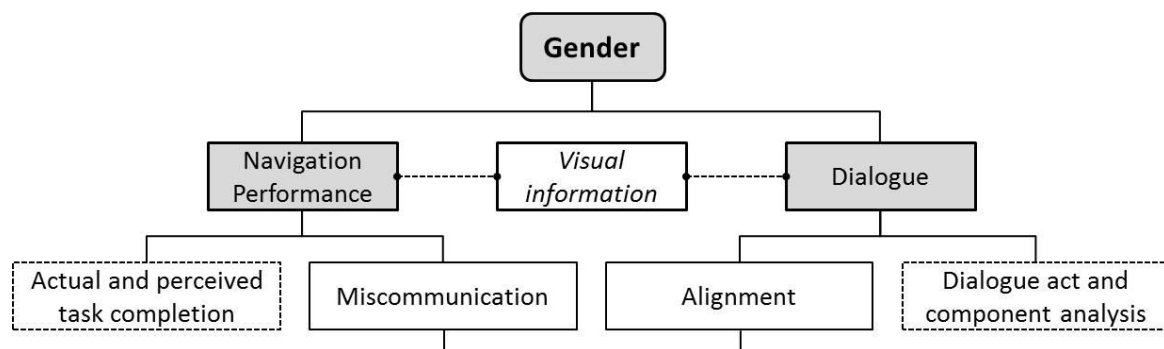 Gender
Navigation
Performance
Visual
information
Dialogue
Actual and perceived
task completion
Miscommunication
Alignment
Dialogue act and
component analysis